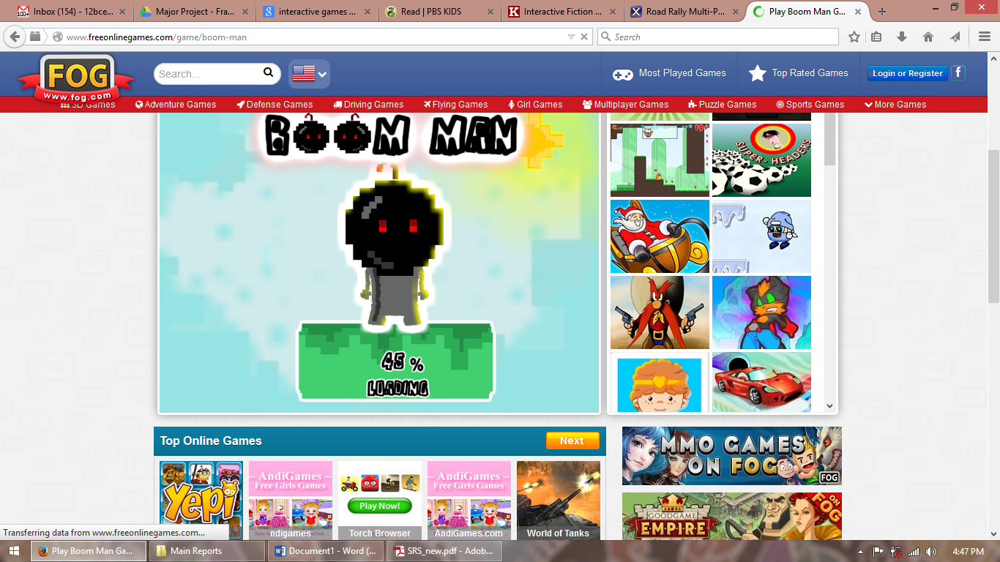 Inbox (154) - 12bce...
Major Project - Fra...
interactive games ...
Read | PBS KIDS
Interactive Fiction ...
Road Rally Multi-P...
Play Boom Man G...
www.freeonlinegames.com/game/boom-man
Search
FOG
www.fog.com
Search...
Most Played Games
Top Rated Games
Login or Register
f
3D Games
Adventure Games
Defense Games
Driving Games
Flying Games
Girl Games
Multiplayer Games
Puzzle Games
Sports Games
More Games
BOOM MAN
19
SUPER-HEADERS
45 %
LOADING
Top Online Games
Next
MMO GAMES
ON FOG
FOG
Yepi
AndiGames
Free Girls Games
ndigames
Play Now!
Torch Browser
AndiGames
Free Girls Games
AndiGames.com
World of Tanks
GOODGAME
EMPIRE
ON
FOG
Transferring data from www.freeonlinegames.com...
Play Boom Man Ga...
Main Reports
Document1 - Word (...
SRS_new.pdf - Adob...
4:47 PM